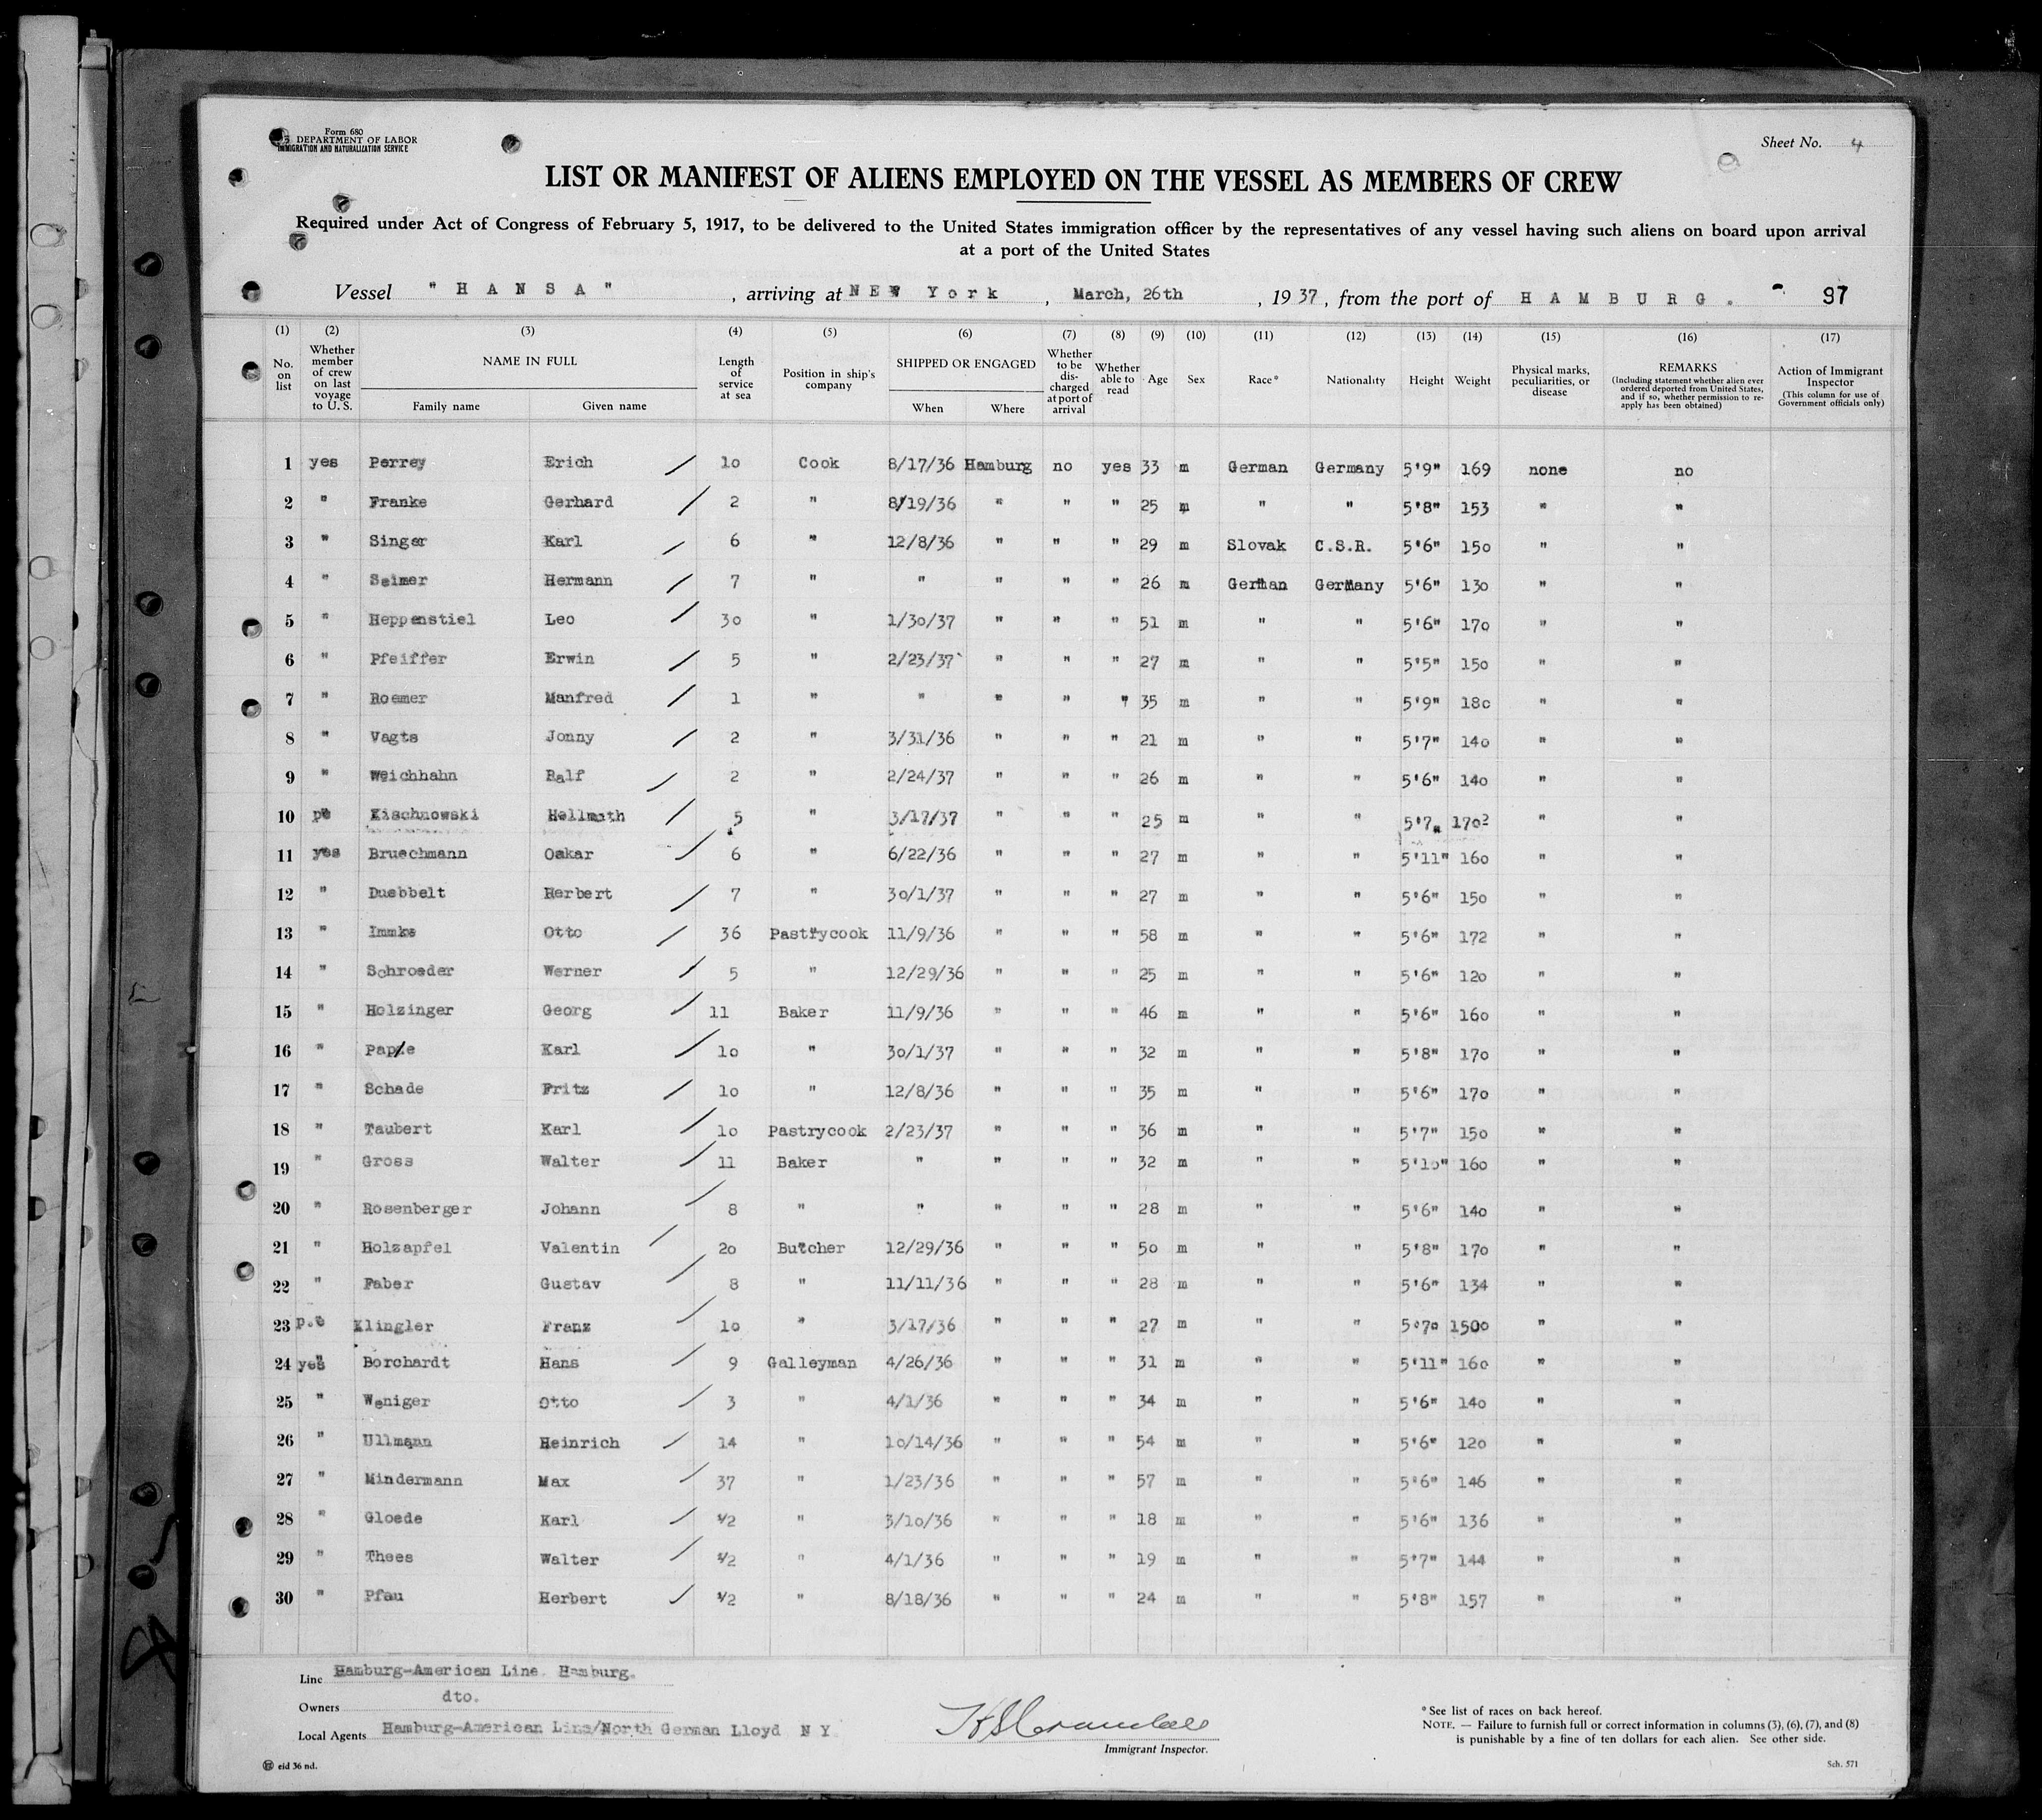 Form 680
DEPARTMENT OF LABOR
IMMIGRATION AND NATURALIZATION SERVICE
Sheet No. 4
LIST OR MANIFEST OF ALIENS EMPLOYED ON THE VESSEL AS MEMBERS OF CREW
Required under Act of Congress of February 5, 1917, to be delivered to the United States immigration officer by the representatives of any vessel having such aliens on board upon arrival
at a port of the United States
Vessel "HANSA", arriving at NEW York, March, 26th, 1937, from the port of HAMBURG. 97
(1) (2) (3) (4) (5) (6) (7) (8) (9) (10) (11) (12) (13) (14) (15) (16) (17)
No. on list Whether member of crew on last voyage to U. S. NAME IN FULL Family name Given name Length of service at sea Position in ship's company SHIPPED OR ENGAGED When Where Whether to be discharged at port of arrival Whether able to read Age Sex Race* Nationality Height Weight Physical marks, peculiarities, or disease REMARKS (Including statement whether alien ever ordered deported from United States, and if so, whether permission to reapply has been obtained) Action of Immigrant Inspector (This column for use of Government officials only)
1 yes Perrey Erich 10 Cook 8/17/36 Hamburg no yes 33 m German Germany 5'9" 169 none no
2 " Franke Gerhard 2 " 8/19/36 " " " 25 m " " 5'8" 153 " "
3 " Singer Karl 6 " 12/8/36 " " " 29 m Slovak C.S.R. 5'6" 150 " "
4 " Seimer Hermann 7 " " " " " 26 m German Germany 5'6" 130 " "
5 " Heppenstiel Leo 30 " 1/30/37 " " " 51 m " " 5'6" 170 " "
6 " Pfeiffer Erwin 5 " 2/23/37 " " " 27 m " " 5'5" 150 " "
7 " Roemer Manfred 1 " " " " " 35 m " " 5'9" 180 " "
8 " Vagts Jonny 2 " 3/31/36 " " " 21 m " " 5'7" 140 " "
9 " Weichhahn Ralf 2 " 2/24/37 " " " 26 m " " 5'6" 140 " "
10 Kischnowski Hellmuth 5 " 3/17/37 " " " 25 m " " 5'7" 170 " "
11 yes Bruechmann Oskar 6 " 6/22/36 " " " 27 m " " 5'11" 160 " "
12 " Duebbelt Herbert 7 " 30/1/37 " " " 27 m " " 5'6" 150 " "
13 " Immke Otto 36 Pastrycook 11/9/36 " " " 58 m " " 5'6" 172 " "
14 " Schroeder Werner 5 " 12/29/36 " " " 25 m " " 5'6" 120 " "
15 " Holzinger Georg 11 Baker 11/9/36 " " " 46 m " " 5'6" 160 " "
16 " Karl 10 " 30/1/37 " " " 32 m " " 5'8" 170 " "
17 " Schade Fritz 10 " 12/8/36 " " " 35 m " " 5'6" 170 " "
18 " Taubert Karl 10 Pastrycook 2/23/37 " " " 36 m " " 5'7" 150 " "
19 " Gross Walter 11 Baker " " " " 32 m " " 5'10" 160 " "
20 " Rosenberger Johann 8 " " " " " 28 m " " 5'6" 140 " "
21 " Holzapfel Valentin 20 Butcher 12/29/36 " " " 50 m " " 5'8" 170 " "
22 " Faber Gustav 8 " 11/11/36 " " " 28 m " " 5'6" 134 " "
23 Klingler Franz 10 " 3/17/36 " " " 27 m " " 5'7" 150 " "
24 yes Borchardt Hans 9 Galleyman 4/26/36 " " " 31 m " " 5'11" 160 " "
25 " Weniger Otto 3 " 4/1/36 " " " 34 m " " 5'6" 140 " "
26 " Ullmann Heinrich 14 " 10/14/36 " " " 54 m " " 5'6" 120 " "
27 " Mindermann Max 37 " 1/23/36 " " " 57 m " " 5'6" 146 " "
28 " Gloede Karl 1/2 " 3/10/36 " " " 18 m " " 5'6" 136 " "
29 " Thees Walter 1/2 " 4/1/36 " " " 19 m " " 5'7" 144 " "
30 " Pfau Herbert 1/2 " 8/18/36 " " " 24 m " " 5'8" 157 " "
Line Hamburg-American Line, Hamburg.
Owners dto.
Local Agents Hamburg-American Line/North German Lloyd N Y
Immigrant Inspector.
*See list of races on back hereof.
NOTE. — Failure to furnish full or correct information in columns (3), (6), (7), and (8)
is punishable by a fine of ten dollars for each alien. See other side.
eid 36 nd.
Sch. 571